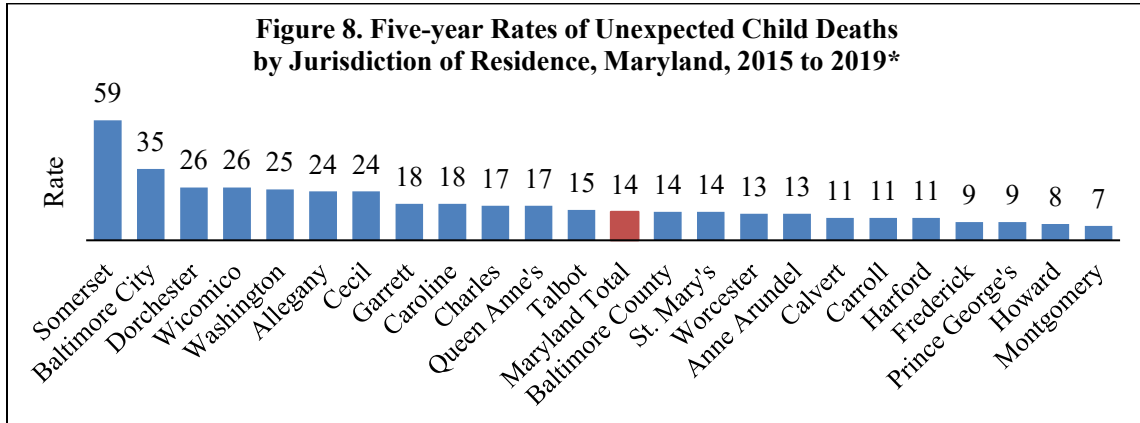 Figure 8. Five-year Rates of Unexpected Child Deaths
by Jurisdiction of Residence, Maryland, 2015 to 2019*
Rate
59
35
26
26
25
24
24
18
18
17
17
15
14
14
14
13
13
11
11
11
9
9
8
7
Somerset
Baltimore City
Dorchester
Wicomico
Washington
Allegany
Cecil
Garrett
Caroline
Charles
Queen Anne's
Talbot
Maryland Total
Baltimore County
St. Mary's
Worcester
Anne Arundel
Calvert
Carroll
Harford
Frederick
Prince George's
Howard
Montgomery